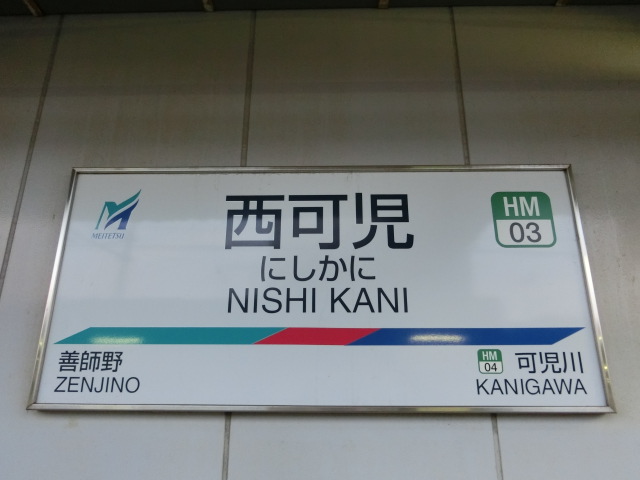 MEITETSU
西可児
にしかに
NISHI KANI
HM
03
善師野
ZENJINO
HM
04
可児川
KANIGAWA